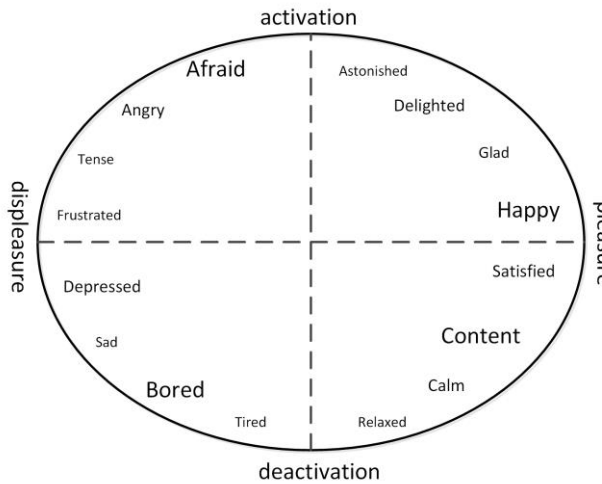 activation
Afraid
Astonished
Angry
Delighted
Tense
Glad
displeasure
pleasure
Frustrated
Happy
Depressed
Satisfied
Sad
Content
Bored
Calm
Tired
Relaxed
deactivation